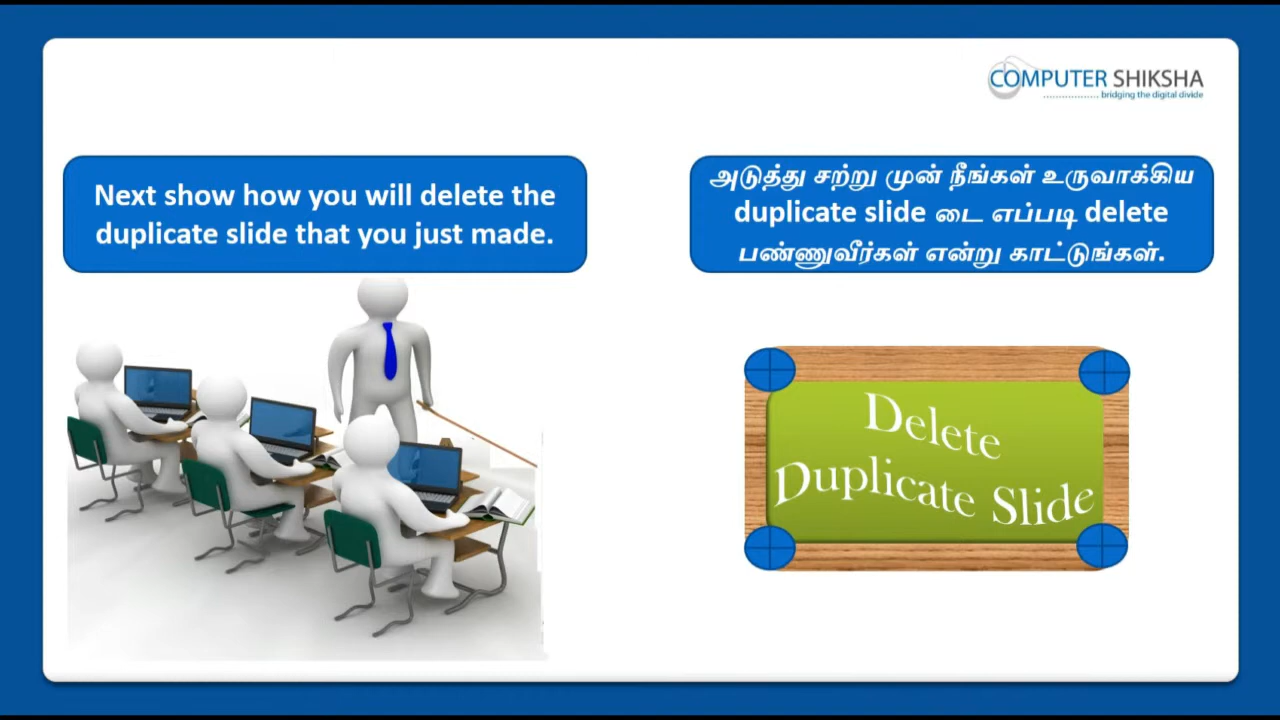 COMPUTER SHIKSHA
bridging the digital divide
Next show how you will delete the
duplicate slide that you just made.
அடுத்து சற்று முன் நீங்கள் உருவாக்கிய
duplicate slide டை எப்படி delete
பண்ணுவீர்கள் என்று காட்டுங்கள்.
Delete
Duplicate Slide